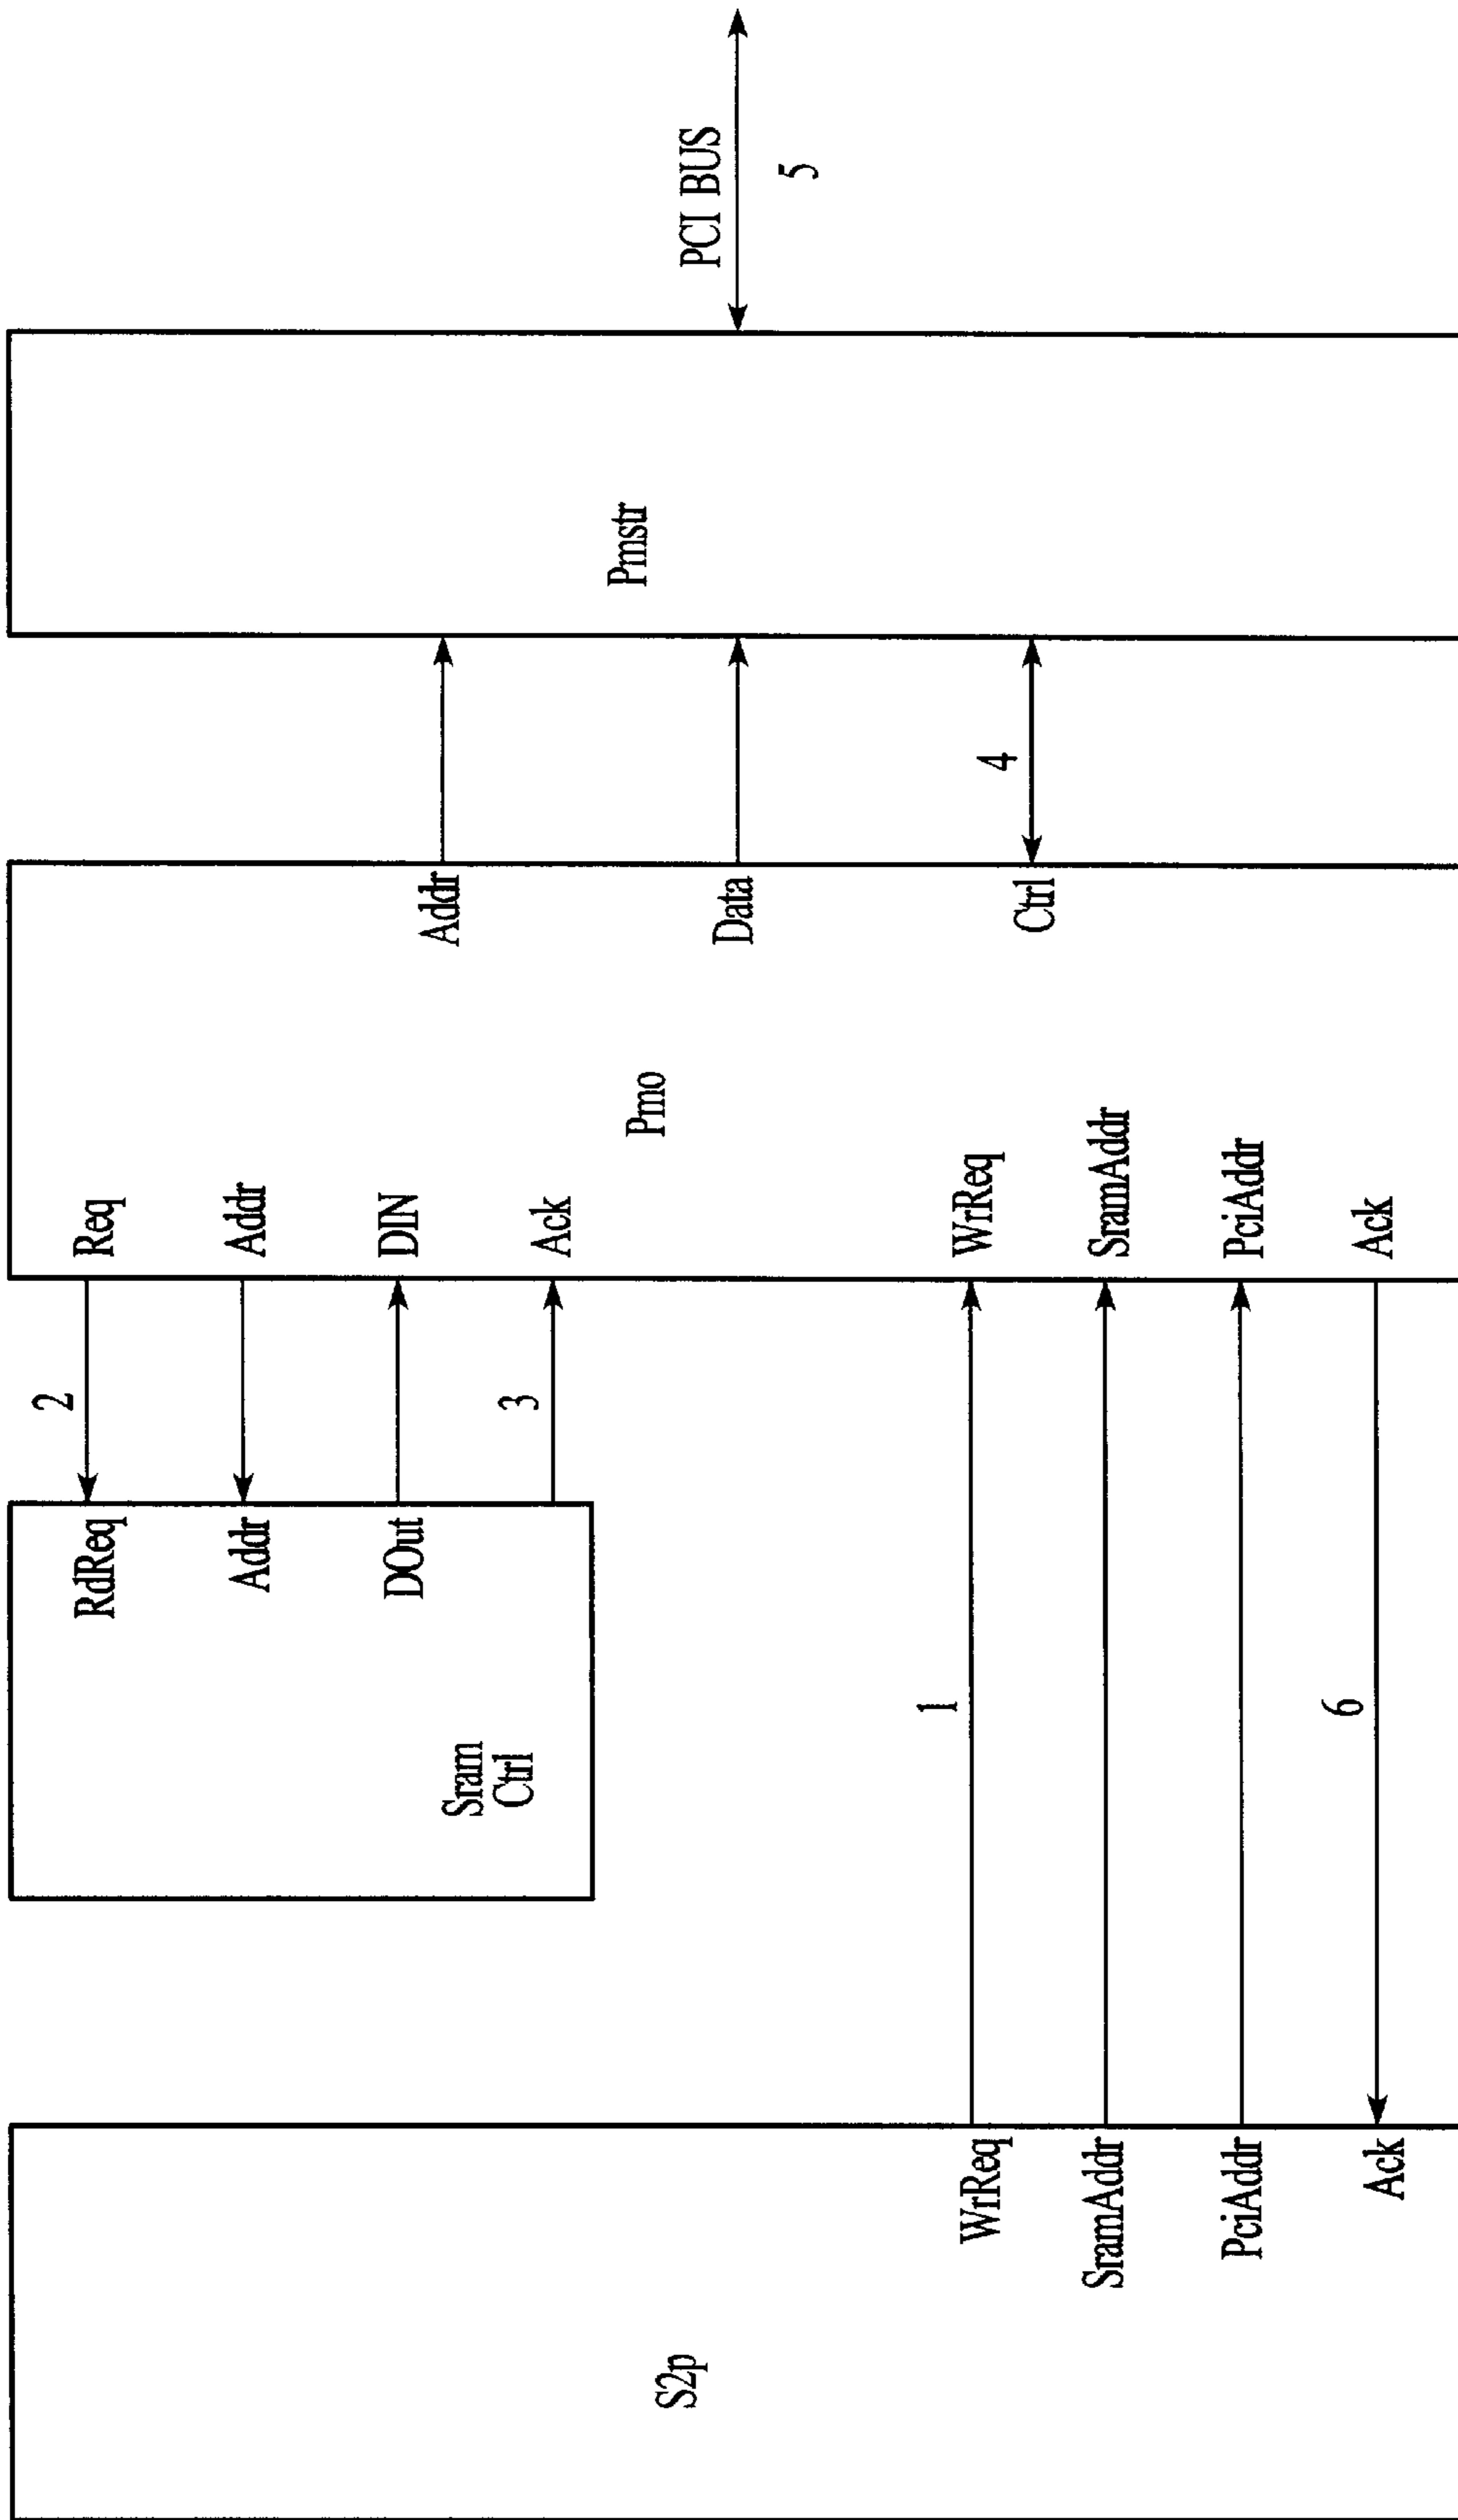 S2p
WrReq
SramAddr
PciAddr
Ack
1
6
Sram
Ctrl
RdReq
Addr
DOut
2
3
Req
Addr
DIN
Ack
WrReq
SramAddr
PciAddr
Ack
Pmo
Addr
Data
Ctrl
4
Pmstr
PCI BUS
5